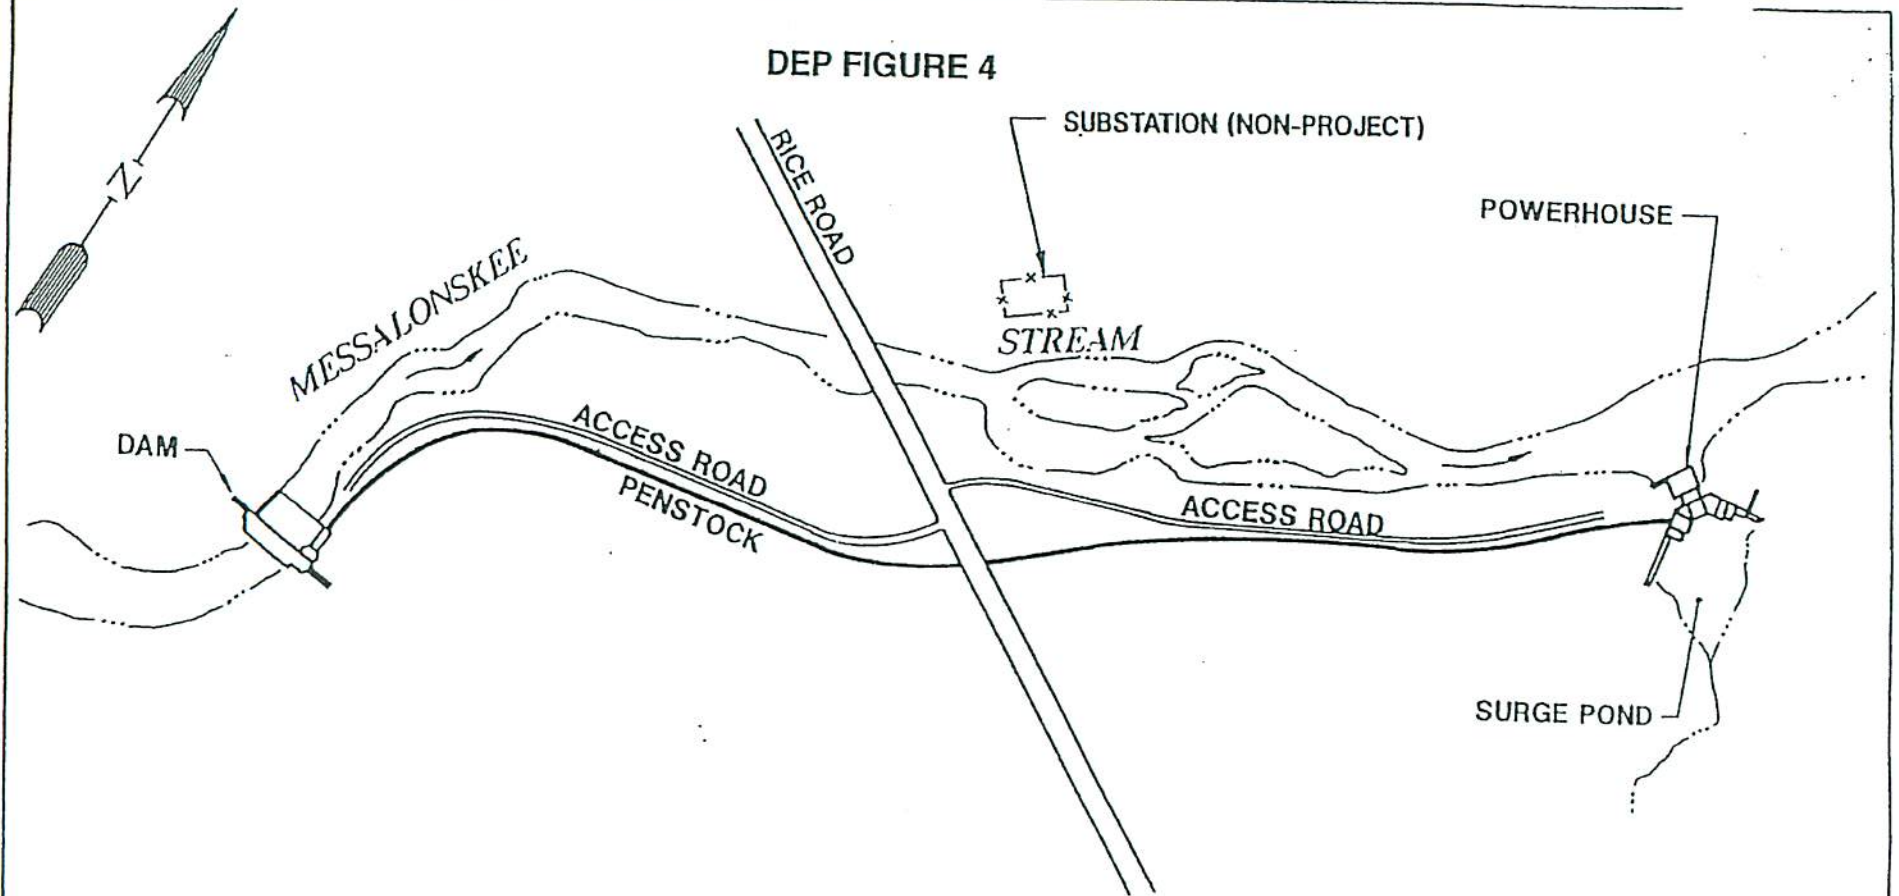 DEP FIGURE 4
N
SUBSTATION (NON-PROJECT)
RICE ROAD
POWERHOUSE
MESSALONSKEE
STREAM
DAM
ACCESS ROAD
PENSTOCK
ACCESS ROAD
SURGE POND